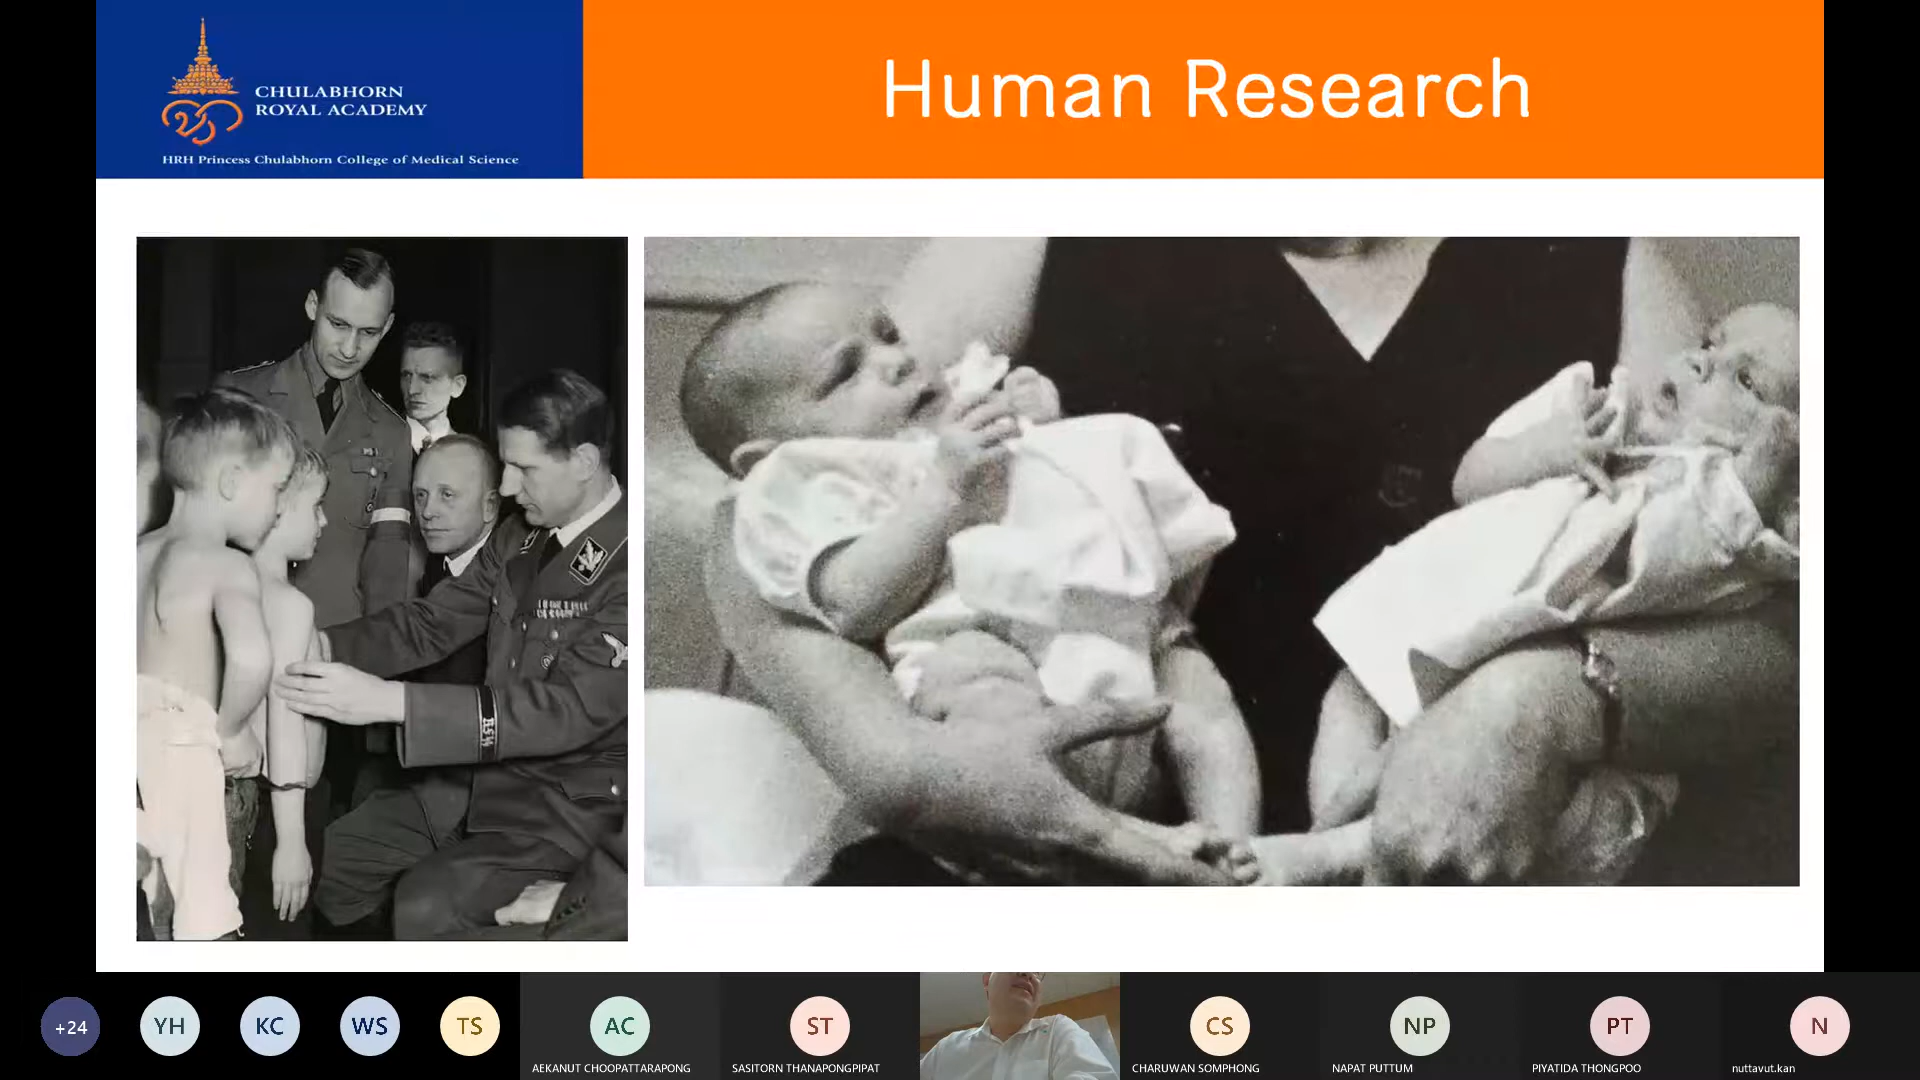 CHULABHORN
ROYAL ACADEMY
HRH Princess Chulabhorn College of Medical Science
Human Research
+24
YH
KC
WS
TS
AC
AEKANUT CHOOPATTARAPONG
ST
SASITORN THANAPONGPIPAT
CS
CHARUWAN SOMPHONG
NP
NAPAT PUTTUM
PT
PIYATIDA THONGPOO
N
nuttavut.kan